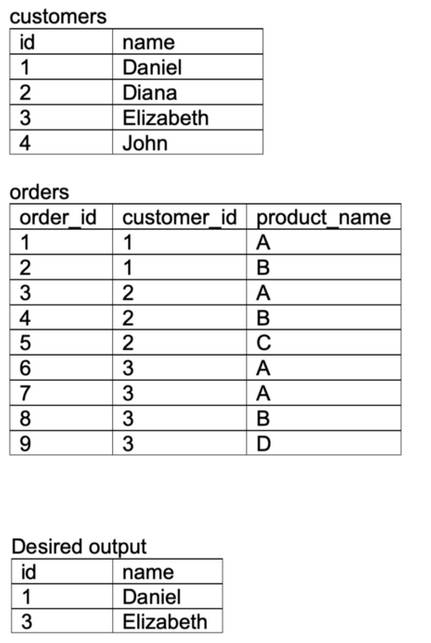 customers
id name
1 Daniel
2 Diana
3 Elizabeth
4 John
orders
order_id customer_id product_name
1 1 A
2 1 B
3 2 A
4 2 B
5 2 C
6 3 A
7 3 A
8 3 B
9 3 D
Desired output
id name
1 Daniel
3 Elizabeth